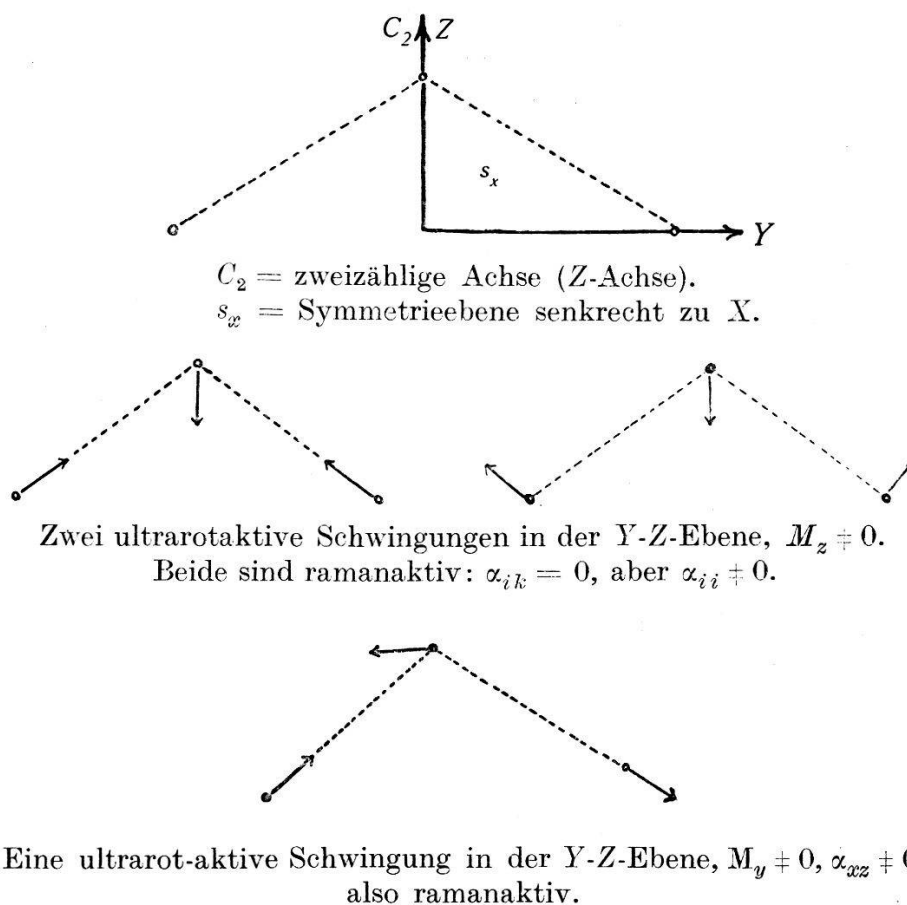 C₂ Z
sₓ
Y
C₂ = zweizählige Achse (Z-Achse).
sₓ = Symmetrieebene senkrecht zu X.
Zwei ultrarotaktive Schwingungen in der Y-Z-Ebene, M_z ≠ 0.
Beide sind ramanaktiv: α_ik = 0, aber α_ii ≠ 0.
Eine ultrarot-aktive Schwingung in der Y-Z-Ebene, M_y ≠ 0, α_xz ≠ 0
also ramanaktiv.